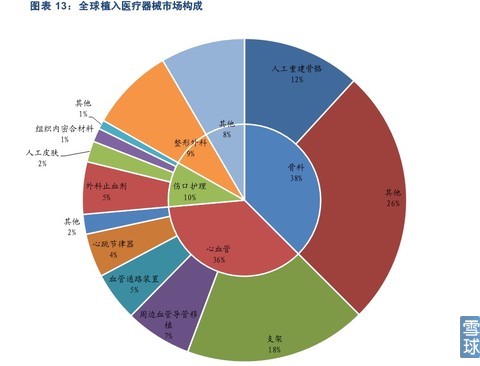 图表 13：全球植入医疗器械市场构成
人工重建骨骼
12%
其他
26%
支架
18%
周边血管导管移
植
7%
血管通路装置
5%
心跳节律器
4%
其他
2%
外科止血剂
5%
人工皮肤
2%
组织内密合材料
1%
其他
1%
整形外科
9%
其他
8%
骨科
38%
心血管
36%
伤口护理
10%
雪球